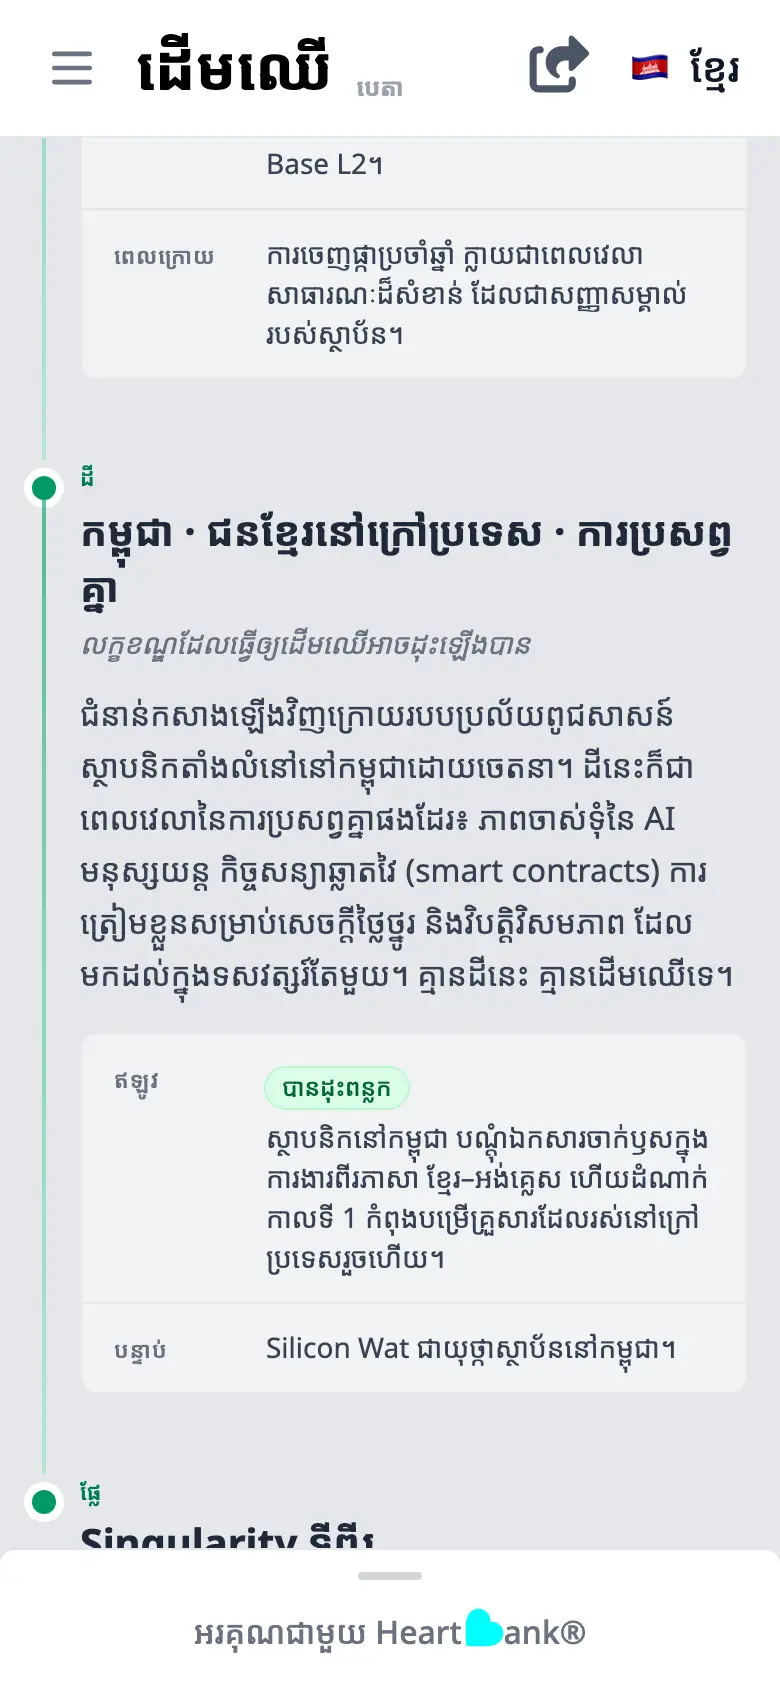 ដើមឈើ បេតា
ខ្មែរ
Base L2។
ពេលក្រោយ
ការចេញផ្កាប្រចាំឆ្នាំ ក្លាយជាពេលវេលា
សាធារណៈដ៏សំខាន់ ដែលជាសញ្ញាសម្គាល់
របស់ស្ថាប័ន។
ដី
កម្ពុជា · ជនខ្មែរនៅក្រៅប្រទេស · ការប្រសព្វ
គ្នា
លក្ខខណ្ឌដែលធ្វើឲ្យដើមឈើអាចដុះឡើងបាន
ជំនាន់កសាងឡើងវិញក្រោយរបបប្រល័យពូជសាសន៍
ស្ថាបនិកតាំងលំនៅនៅកម្ពុជាដោយចេតនា។ ដីនេះក៏ជា
ពេលវេលានៃការប្រសព្វគ្នាផងដែរ៖ ភាពចាស់ទុំនៃ AI
មនុស្សយន្ត កិច្ចសន្យាឆ្លាតវៃ (smart contracts) ការ
ត្រៀមខ្លួនសម្រាប់សេចក្ដីថ្លៃថ្នូរ និងវិបត្តិវិសមភាព ដែល
មកដល់ក្នុងទសវត្សរ៍តែមួយ។ គ្មានដីនេះ គ្មានដើមឈើទេ។
ឥឡូវ
បានដុះពន្លក
ស្ថាបនិកនៅកម្ពុជា បណ្ដុំឯកសារចាក់ឫសក្នុង
ការងារពីរភាសា ខ្មែរ–អង់គ្លេស ហើយដំណាក់
កាលទី 1 កំពុងបម្រើគ្រួសារដែលរស់នៅក្រៅ
ប្រទេសរួចហើយ។
បន្ទាប់
Silicon Wat ជាយុថ្កាស្ថាប័ននៅកម្ពុជា។
ផ្លែ
Singularity ទីពីរ
អរគុណជាមួយ Heart ank®